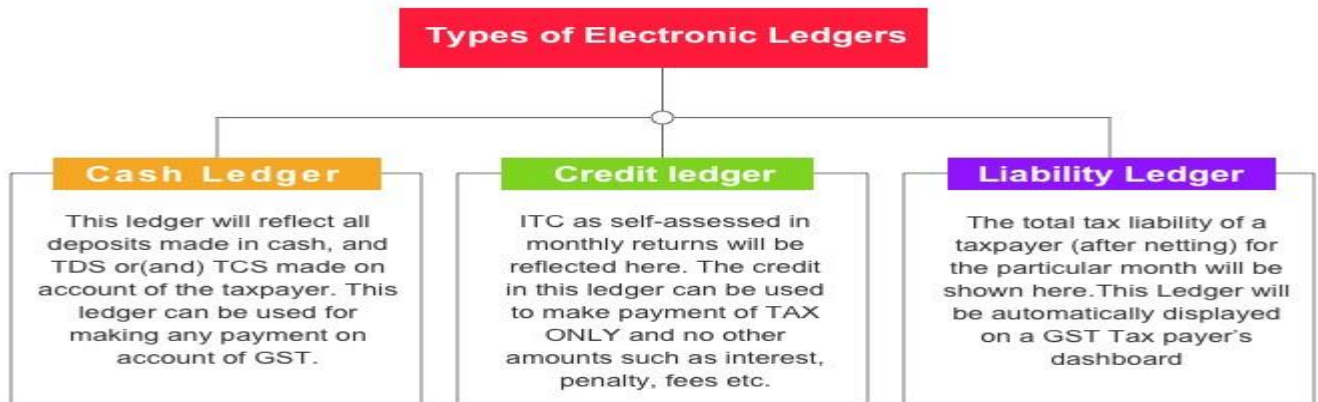 Types of Electronic Ledgers
Cash Ledger
This ledger will reflect all
deposits made in cash, and
TDS or(and) TCS made on
account of the taxpayer. This
ledger can be used for
making any payment on
account of GST.
Credit ledger
ITC as self-assessed in
monthly returns will be
reflected here. The credit
in this ledger can be used
to make payment of TAX
ONLY and no other
amounts such as interest,
penalty, fees etc.
Liability Ledger
The total tax liability of a
taxpayer (after netting) for
the particular month will be
shown here.This Ledger will
be automatically displayed
on a GST Tax payer's
dashboard